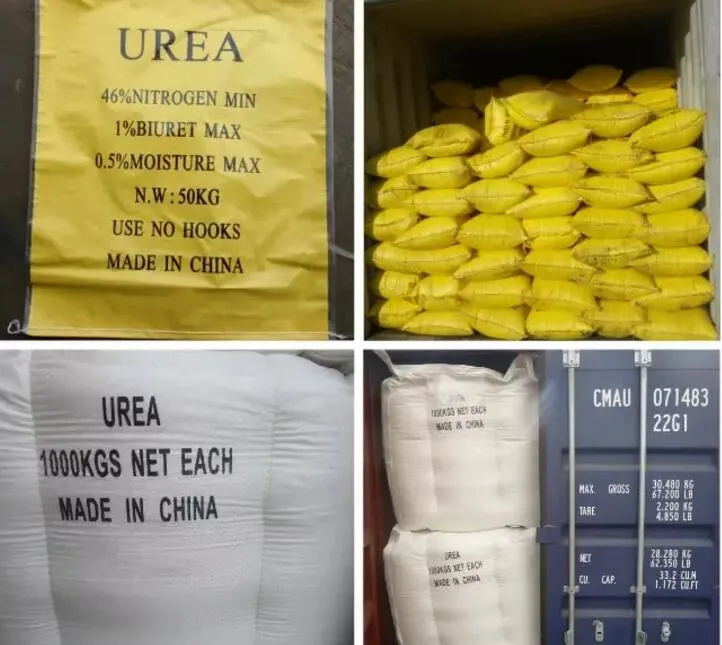 UREA
46%NITROGEN MIN
1%BIURET MAX
0.5%MOISTURE MAX
N.W:50KG
USE NO HOOKS
MADE IN CHINA
UREA
1000KGS NET EACH
MADE IN CHINA
UREA
1000KGS NET EACH
MADE IN CHINA
UREA
1000KGS NET EACH
MADE IN CHINA
CMAU 071483
22G1
MAX. GROSS 30.480 KG
67.200 LB
TARE 2.200 KG
4.850 LB
NET 28.280 KG
62.350 LB
CU. CAP. 33.2 CU.M
1.172 CU.FT